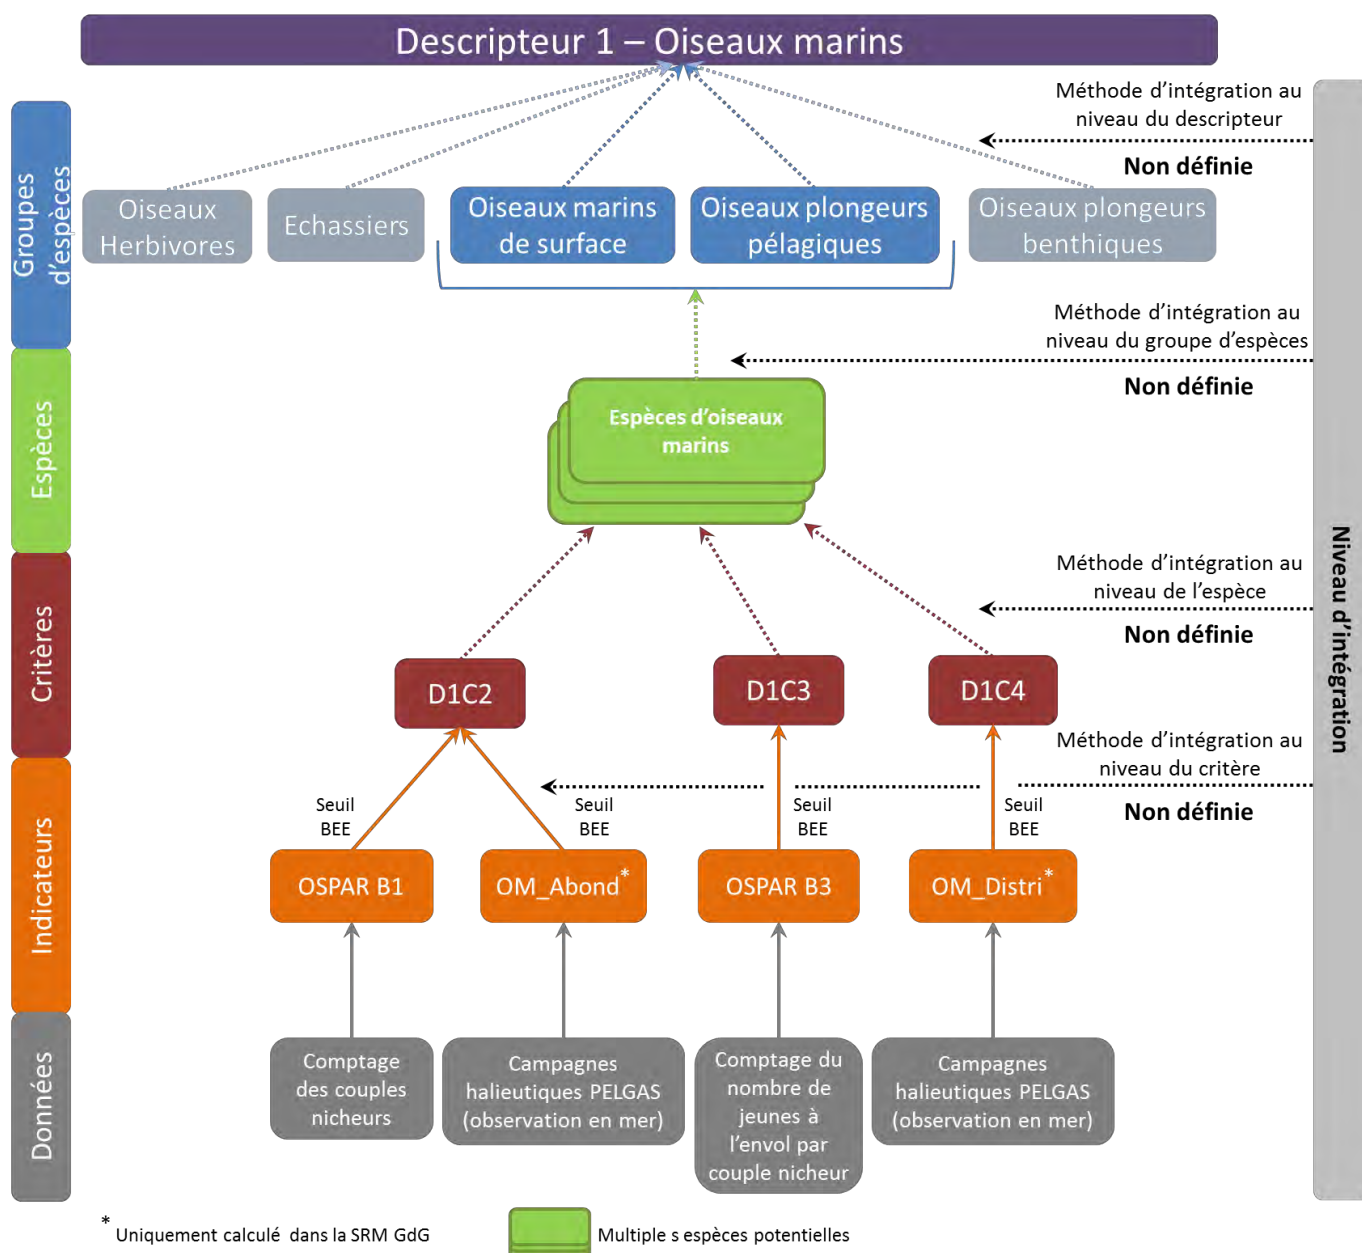 Descripteur 1 – Oiseaux marins
Méthode d'intégration au
niveau du descripteur
Non définie
Groupes
d'espèces
Oiseaux
Herbivores
Echassiers
Oiseaux marins
de surface
Oiseaux plongeurs
pélagiques
Oiseaux plongeurs
benthiques
Méthode d'intégration au
niveau du groupe d'espèces
Non définie
Espèces
Espèces d'oiseaux
marins
Niveau d'intégration
Méthode d'intégration au
niveau de l'espèce
Non définie
Critères
D1C2
D1C3
D1C4
Méthode d'intégration au
niveau du critère
Non définie
Seuil
BEE
Seuil
BEE
Seuil
BEE
Seuil
BEE
Indicateurs
OSPAR B1
OM_Abond*
OSPAR B3
OM_Distri*
Données
Comptage
des couples
nicheurs
Campagnes
halieutiques PELGAS
(observation en mer)
Comptage du
nombre de
jeunes à
l'envol par
couple nicheur
Campagnes
halieutiques PELGAS
(observation en mer)
* Uniquement calculé dans la SRM GdG
Multiple s espèces potentielles